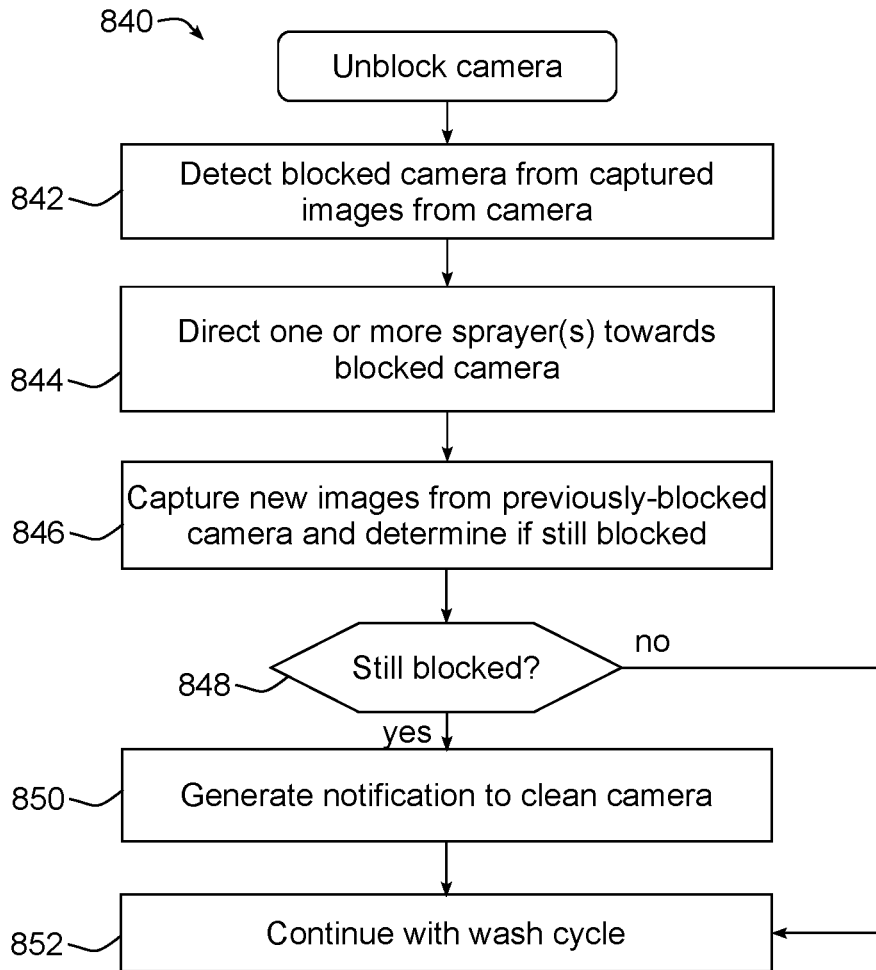 840
Unblock camera
842
Detect blocked camera from captured
images from camera
844
Direct one or more sprayer(s) towards
blocked camera
846
Capture new images from previously-blocked
camera and determine if still blocked
848
Still blocked?
no
yes
850
Generate notification to clean camera
852
Continue with wash cycle